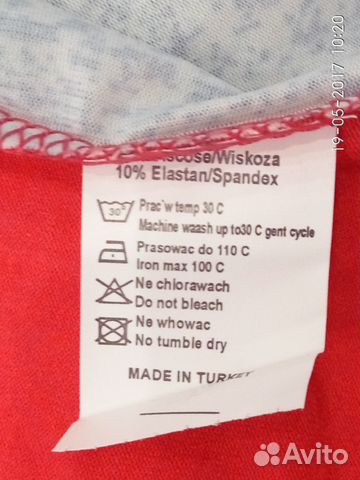 19-05-2017 10:20
Viscose/Wiskoza
10% Elastan/Spandex
30°
Prac`w temp 30 C
Machine waash up to30 C gent cycle
Prasowac do 110 C
Iron max 100 C
Ne chlorawach
Do not bleach
Ne whowac
No tumble dry
MADE IN TURKEY
Avito